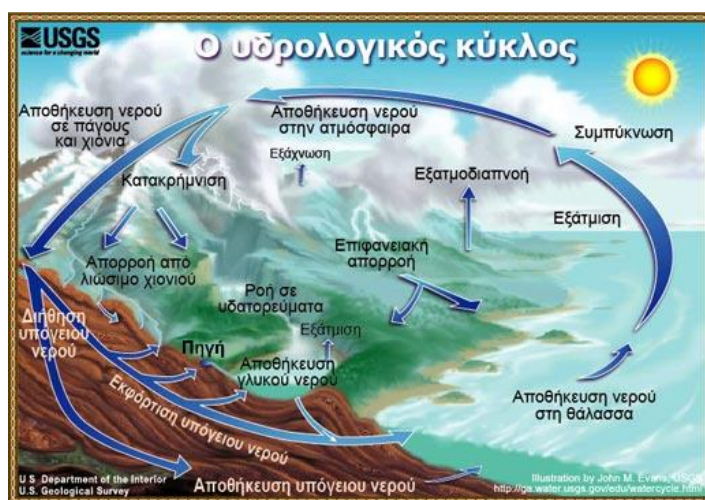 USGS
science for a changing world
Ο υδρολογικός κύκλος
Αποθήκευση νερού
σε πάγους
και χιόνια
Αποθήκευση νερού
στην ατμόσφαιρα
Συμπύκνωση
Εξάχνωση
Κατακρήμνιση
Εξατμοδιαπνοή
Εξάτμιση
Επιφανειακή
απορροή
Απορροή από
λιώσιμο χιονιού
Ροή σε
υδατορεύματα
Διήθηση
υπόγειου
νερού
Εξάτμιση
Πηγή
Αποθήκευση
γλυκού νερού
Εκφόρτιση υπόγειου νερού
Αποθήκευση νερού
στη θάλασσα
Αποθήκευση υπόγειου νερού
U S Department of the Interior
U.S. Geological Survey
Illustration by John M. Evans, USGS
http://ga.water.usgs.gov/edu/watercycle.html